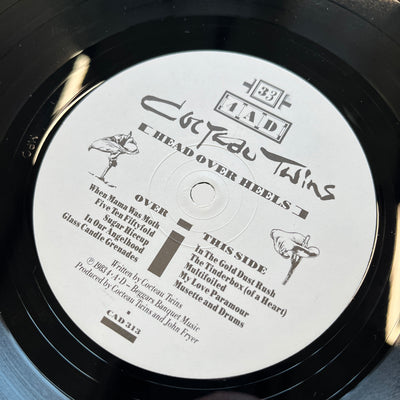 33
4 A D
Cocteau Twins
HEAD OVER HEELS
OVER
When Mama Was Moth
Five Ten Fiftyfold
Sugar Hiccup
In Our Angelhood
Glass Candle Grenades
THIS SIDE
In The Gold Dust Rush
The Tinderbox (of a Heart)
Multifoiled
My Love Paramour
Musette and Drums
Written by Cocteau Twins
℗ 1983 4·A·D – Beggars Banquet Music
Produced by Cocteau Twins and John Fryer
CAD 313